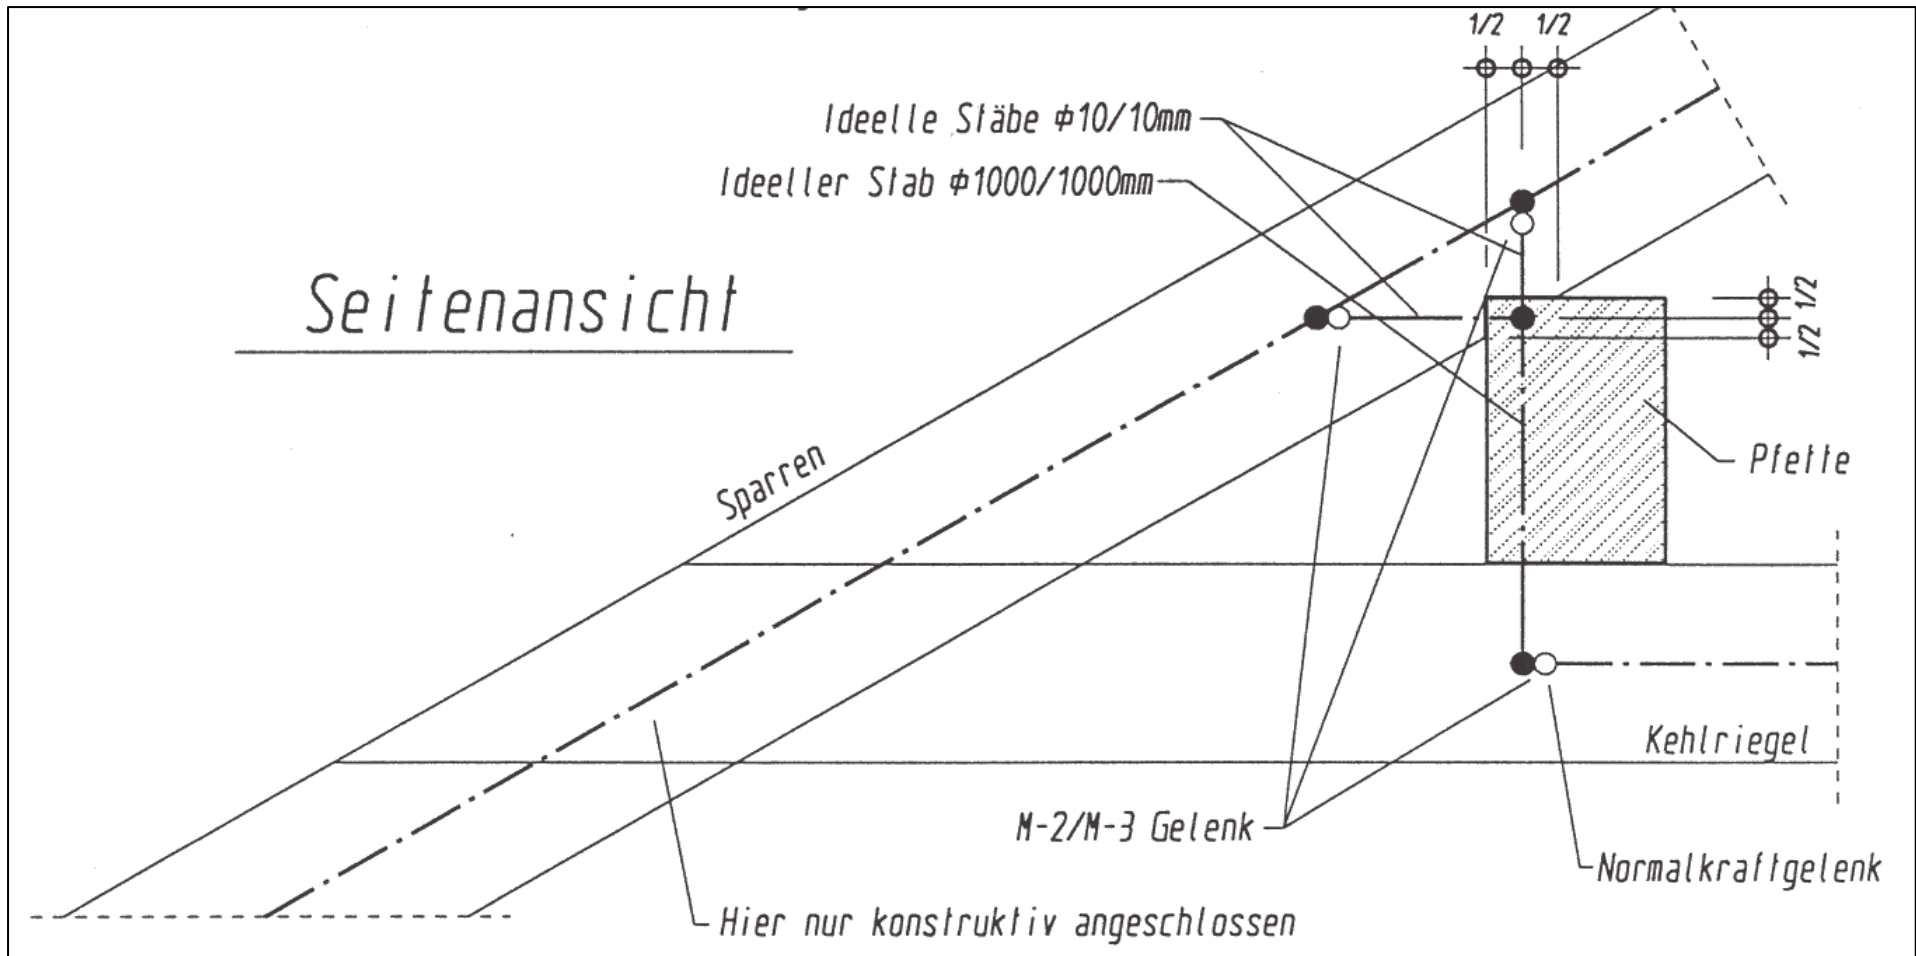 1/2 1/2
Ideelle Stäbe ϕ10/10mm
Ideeller Stab ϕ1000/1000mm
Seitenansicht
1/2
1/2
Sparren
Pfette
Kehlriegel
M-2/M-3 Gelenk
Normalkraftgelenk
Hier nur konstruktiv angeschlossen